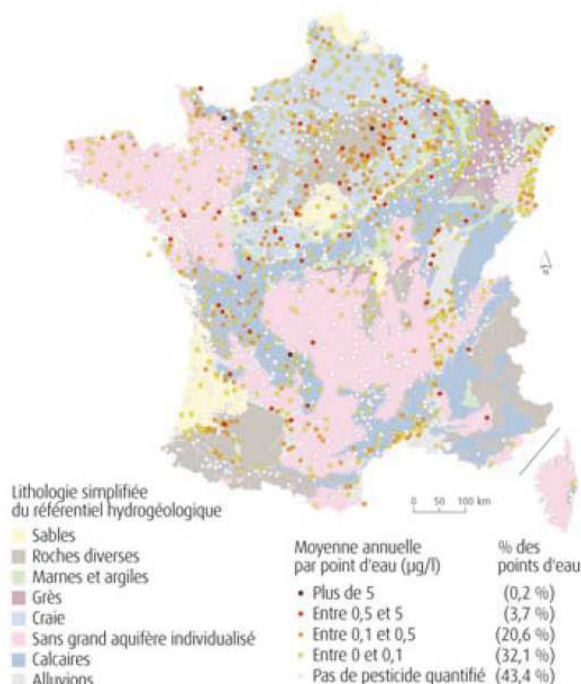 0 50 100 km
Lithologie simplifiée
du référentiel hydrogéologique
Sables
Roches diverses
Marnes et argiles
Grès
Craie
Sans grand aquifère individualisé
Calcaires
Alluvions
Moyenne annuelle % des
par point d'eau (µg/l) points d'eau
Plus de 5 (0,2 %)
Entre 0,5 et 5 (3,7 %)
Entre 0,1 et 0,5 (20,6 %)
Entre 0 et 0,1 (32,1 %)
Pas de pesticide quantifié (43,4 %)